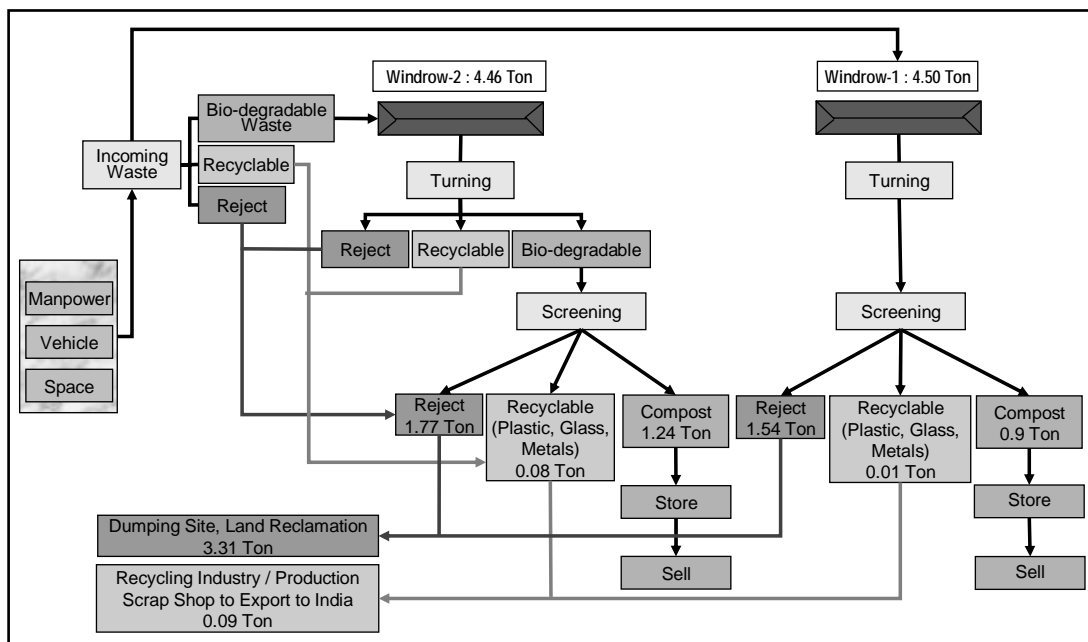 Windrow-2 : 4.46 Ton
Windrow-1 : 4.50 Ton
Bio-degradable
Waste
Incoming
Waste
Recyclable
Reject
Turning
Turning
Reject
Recyclable
Bio-degradable
Manpower
Vehicle
Space
Screening
Screening
Reject
1.77 Ton
Recyclable
(Plastic, Glass,
Metals)
0.08 Ton
Compost
1.24 Ton
Reject
1.54 Ton
Recyclable
(Plastic, Glass,
Metals)
0.01 Ton
Compost
0.9 Ton
Store
Store
Dumping Site, Land Reclamation
3.31 Ton
Sell
Sell
Recycling Industry / Production
Scrap Shop to Export to India
0.09 Ton